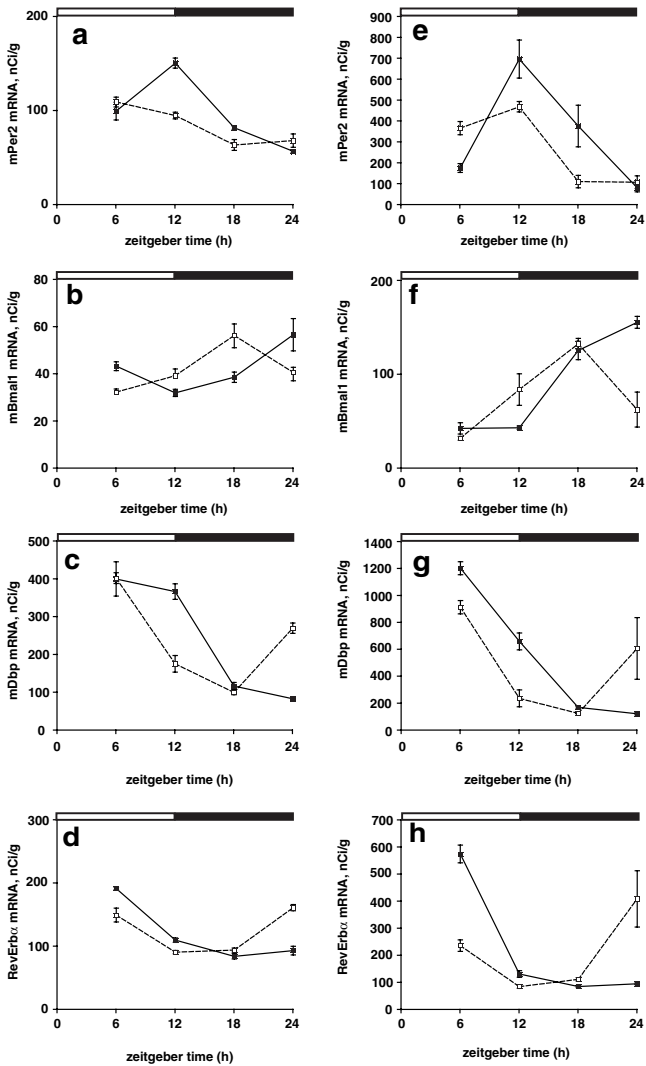 a
mPer2 mRNA, nCi/g
200
100
0
0 6 12 18 24
zeitgeber time (h)
e
mPer2 mRNA, nCi/g
900
800
700
600
500
400
300
200
100
0
0 6 12 18 24
zeitgeber time (h)
b
mBmal1 mRNA, nCi/g
80
60
40
20
0
0 6 12 18 24
zeitgeber time (h)
f
mBmal1 mRNA, nCi/g
200
100
0
0 6 12 18 24
zeitgeber time (h)
c
mDbp mRNA, nCi/g
500
400
300
200
100
0
0 6 12 18 24
zeitgeber time (h)
g
mDbp mRNA, nCi/g
1400
1200
1000
800
600
400
200
0
0 6 12 18 24
zeitgeber time (h)
d
RevErbα mRNA, nCi/g
300
200
100
0
0 6 12 18 24
zeitgeber time (h)
h
RevErbα mRNA, nCi/g
700
600
500
400
300
200
100
0
0 6 12 18 24
zeitgeber time (h)